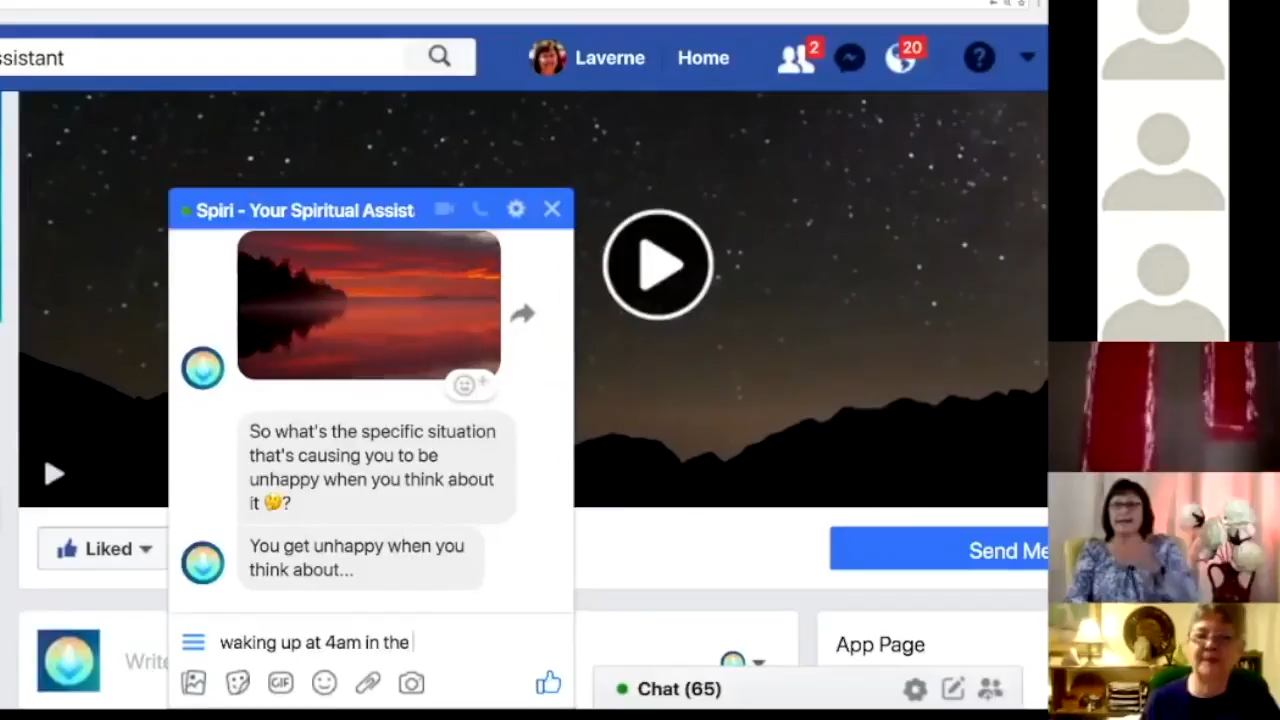 ssistant
Laverne
Home
2
20
?
Spiri - Your Spiritual Assist
So what's the specific situation
that's causing you to be
unhappy when you think about
it 🤔?
You get unhappy when you
think about...
Liked
Send Me
waking up at 4am in the
GIF
Write
App Page
Chat (65)